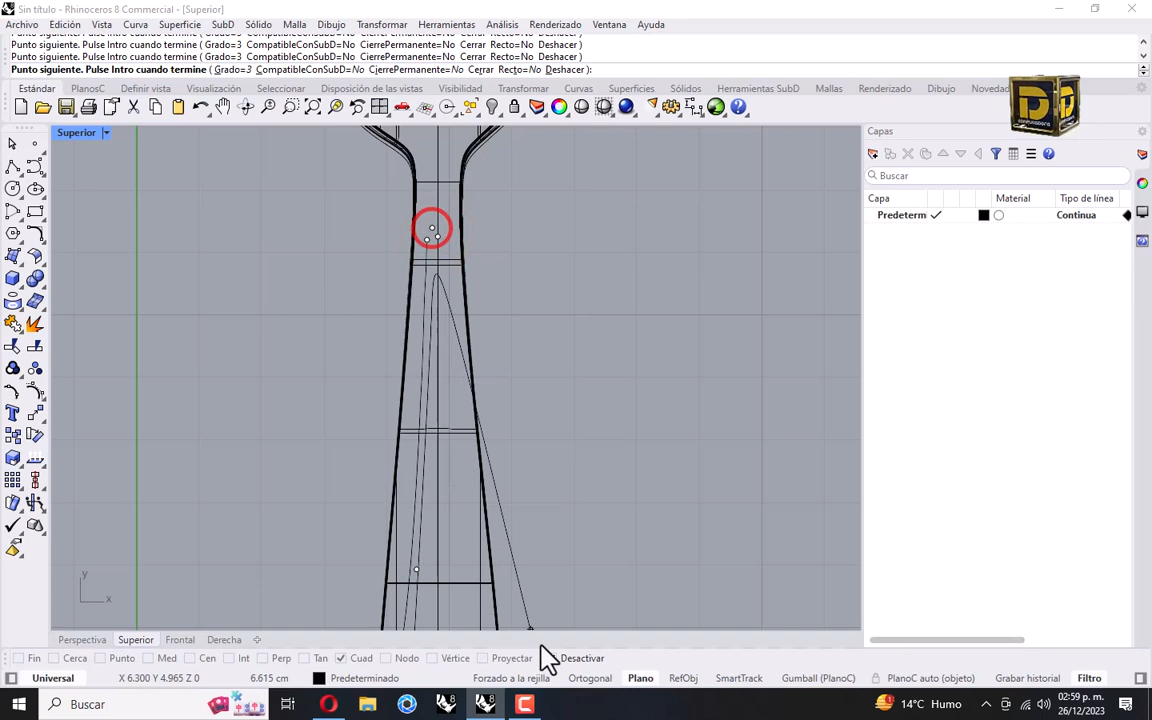 Sin título - Rhinoceros 8 Commercial - [Superior]
Archivo Edición Vista Curva Superficie SubD Sólido Malla Dibujo Transformar Herramientas Análisis Renderizado Ventana Ayuda
Punto siguiente. Pulse Intro cuando termine ( Grado=3 CompatibleConSubD=No CierrePermanente=No Cerrar Recto=No Deshacer )
Punto siguiente. Pulse Intro cuando termine ( Grado=3 CompatibleConSubD=No CierrePermanente=No Cerrar Recto=No Deshacer )
Punto siguiente. Pulse Intro cuando termine ( Grado=3 CompatibleConSubD=No CierrePermanente=No Cerrar Recto=No Deshacer ):
Estándar PlanosC Definir vista Visualización Seleccionar Disposición de las vistas Visibilidad Transformar Curvas Superficies Sólidos Herramientas SubD Mallas Renderizado Dibujo Novedad
Superior
Capas
Buscar
Capa Material Tipo de línea
Predeterm Continua
y
x
Perspectiva Superior Frontal Derecha
Fin Cerca Punto Med Cen Int Perp Tan Cuad Nodo Vértice Proyectar Desactivar
Universal X 6.300 Y 4.965 Z 0 6.615 cm Predeterminado Forzado a la rejilla Ortogonal Plano RefObj SmartTrack Gumball (PlanoC) PlanoC auto (objeto) Grabar historial Filtro
Buscar 14°C Humo 02:59 p. m.
26/12/2023